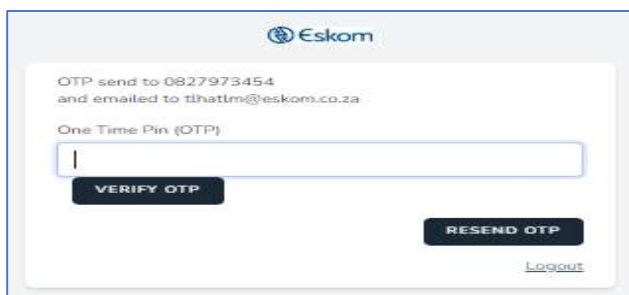 Eskom
OTP send to 0827973454
and emailed to tlhatlm@eskom.co.za
One Time Pin (OTP)
VERIFY OTP
RESEND OTP
Logout